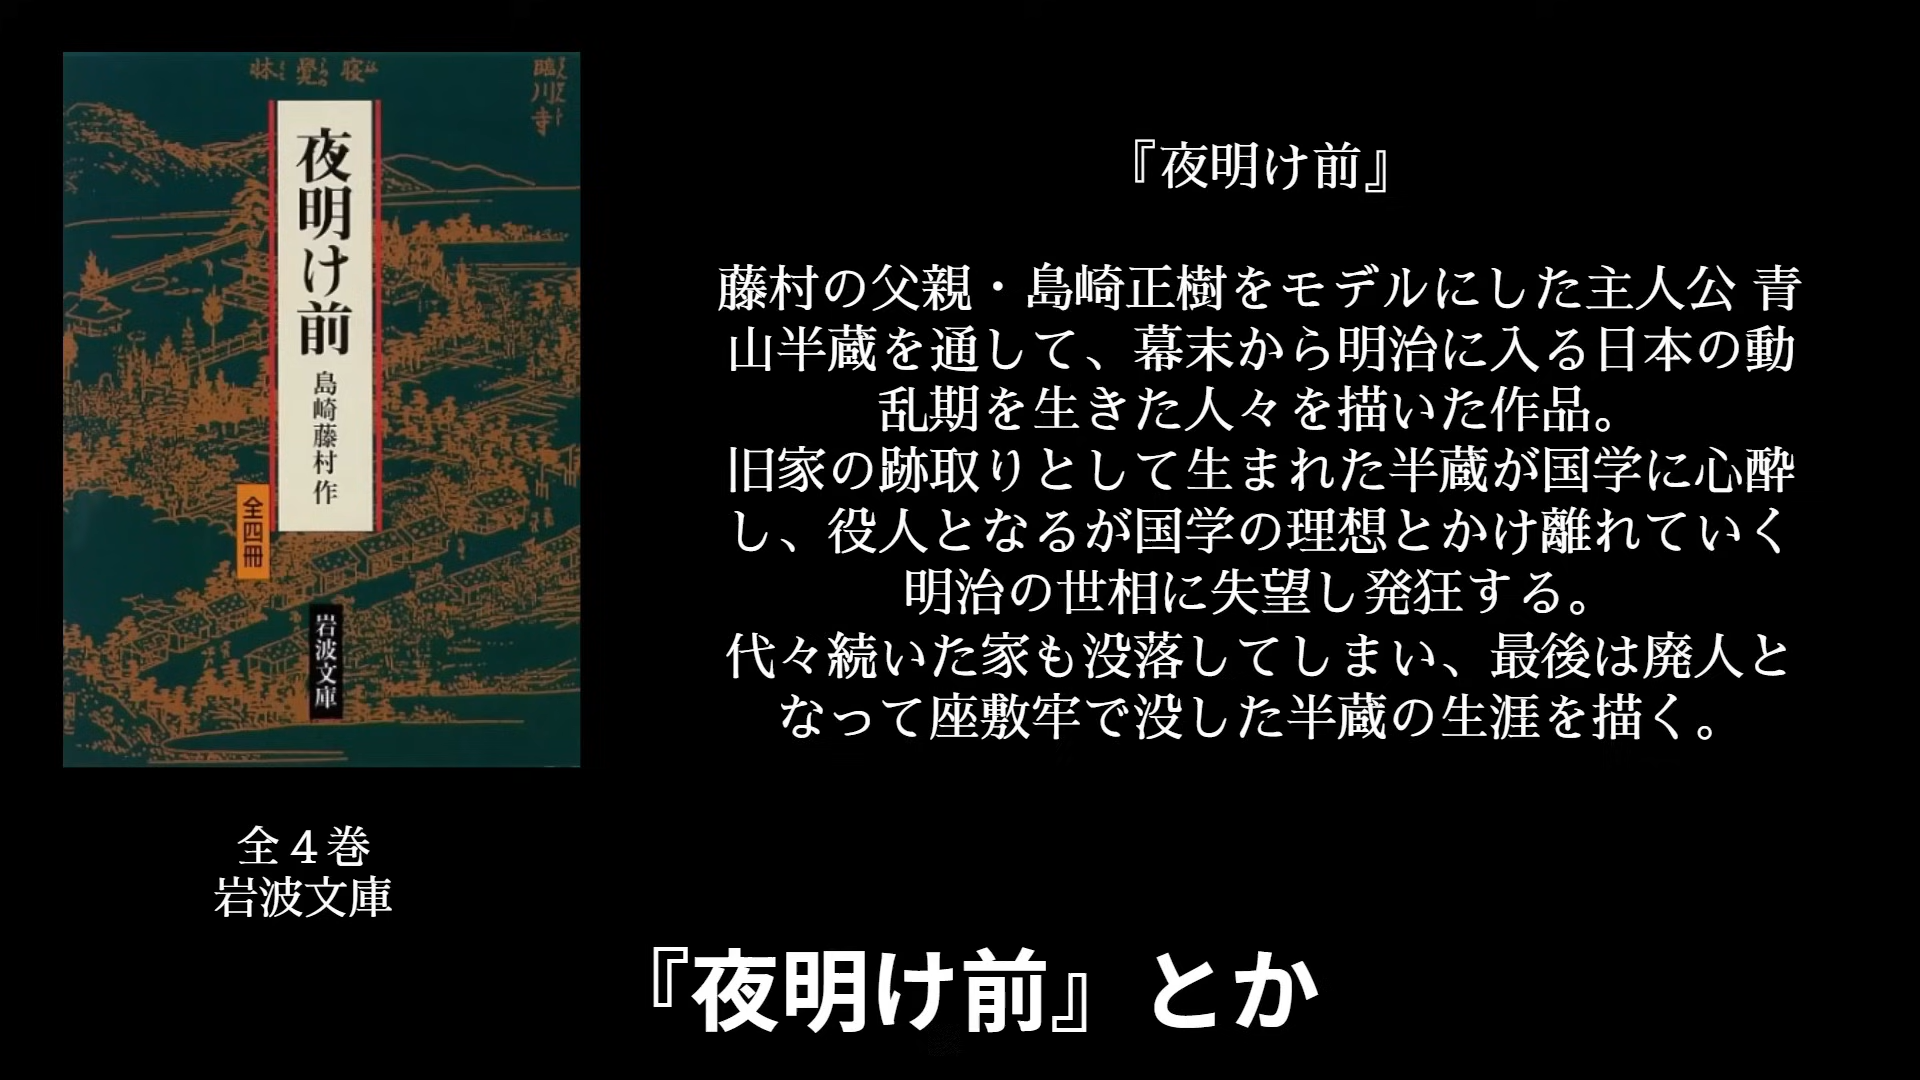 寝覚の床
臨川寺
夜明け前
島崎藤村作
全四冊
岩波文庫
全4巻
岩波文庫
『夜明け前』
藤村の父親・島崎正樹をモデルにした主人公 青
山半蔵を通して、幕末から明治に入る日本の動
乱期を生きた人々を描いた作品。
旧家の跡取りとして生まれた半蔵が国学に心酔
し、役人となるが国学の理想とかけ離れていく
明治の世相に失望し発狂する。
代々続いた家も没落してしまい、最後は廃人と
なって座敷牢で没した半蔵の生涯を描く。
『夜明け前』とか